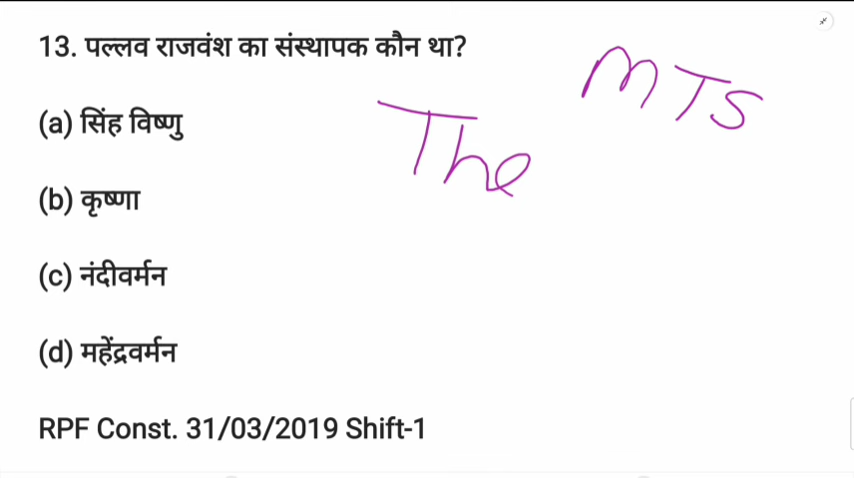 13. पल्लव राजवंश का संस्थापक कौन था?
MTS
The
(a) सिंह विष्णु
(b) कृष्णा
(c) नंदीवर्मन
(d) महेंद्रवर्मन
RPF Const. 31/03/2019 Shift-1